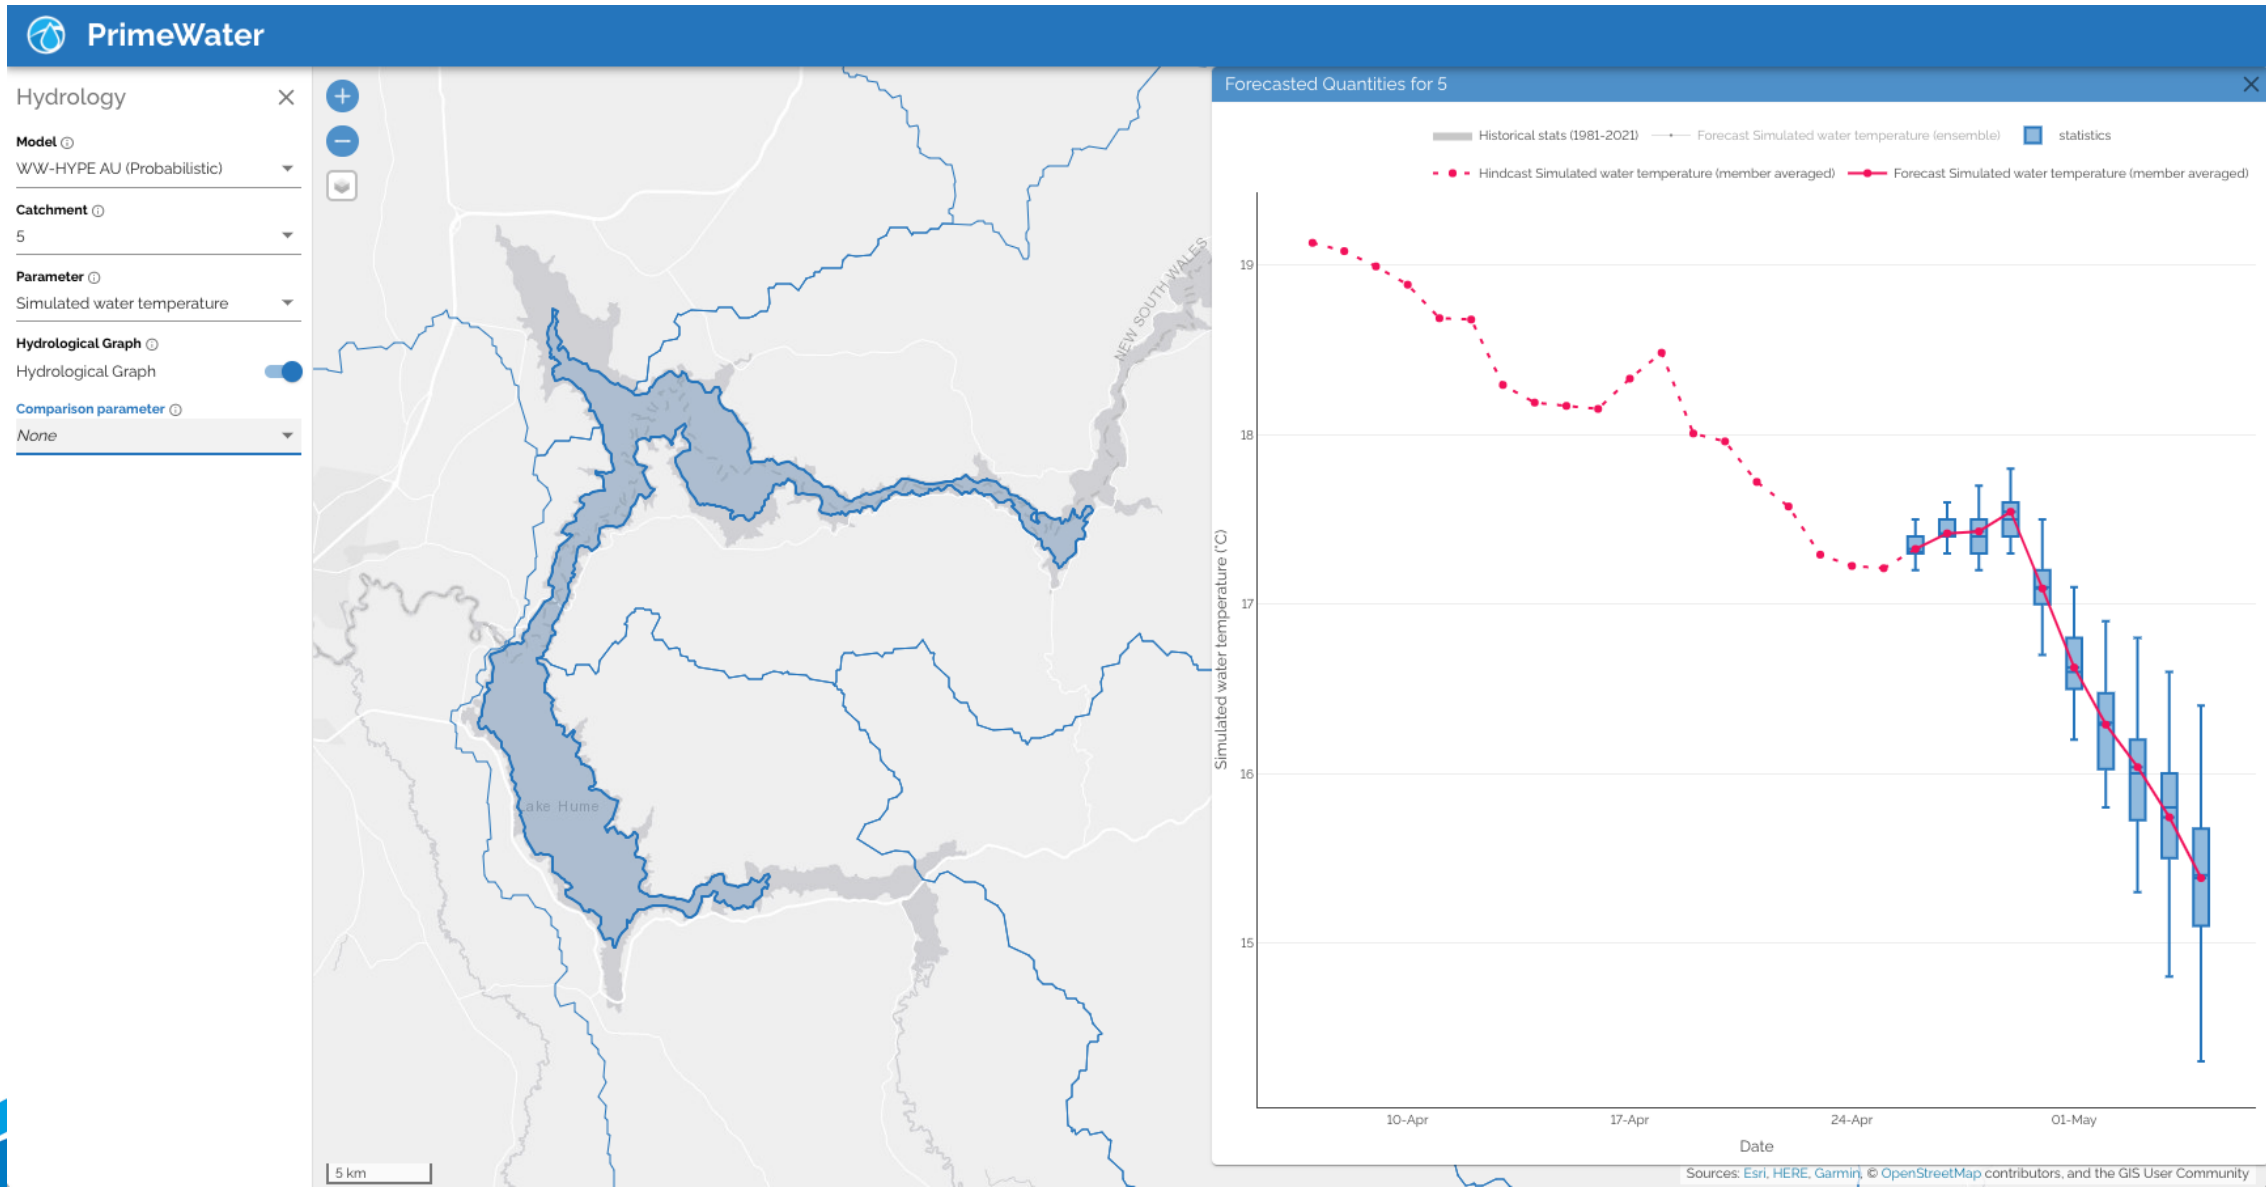 PrimeWater
Hydrology
Model
WW-HYPE AU (Probabilistic)
Catchment
5
Parameter
Simulated water temperature
Hydrological Graph
Hydrological Graph
Comparison parameter
None
NEW SOUTH WALES
Lake Hume
5 km
Forecasted Quantities for 5
Historical stats (1981-2021)
Forecast Simulated water temperature (ensemble)
statistics
Hindcast Simulated water temperature (member averaged)
Forecast Simulated water temperature (member averaged)
Simulated water temperature (°C)
19
18
17
16
15
10-Apr
17-Apr
24-Apr
01-May
Date
Sources: Esri, HERE, Garmin, © OpenStreetMap contributors, and the GIS User Community